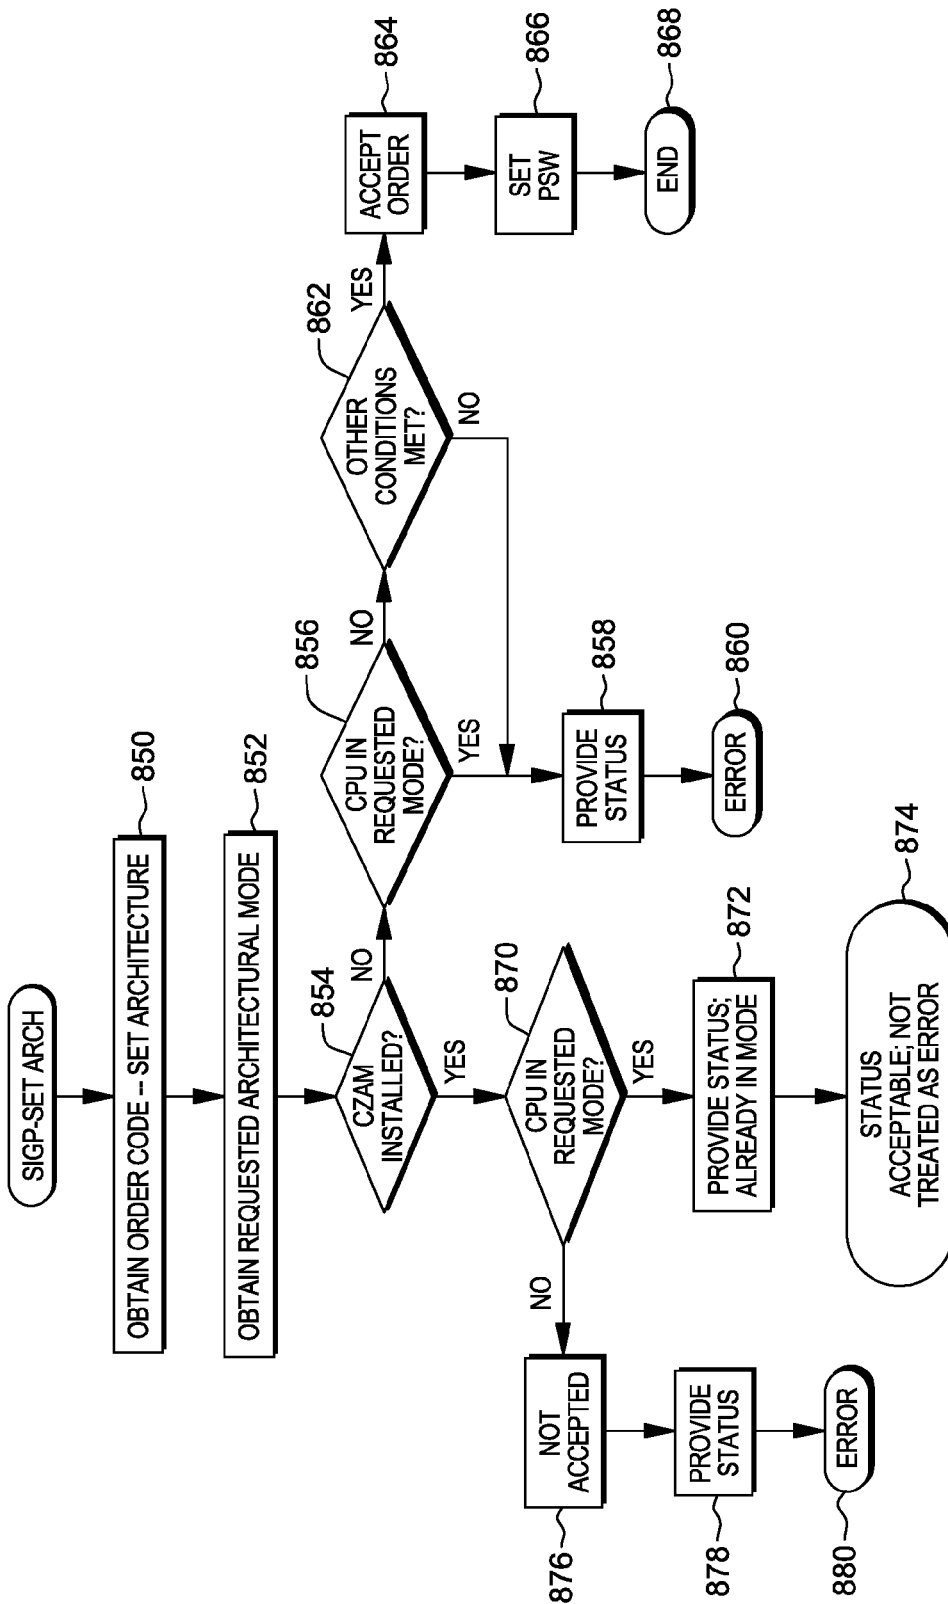 SIGP-SET ARCH
OBTAIN ORDER CODE -- SET ARCHITECTURE
850
OBTAIN REQUESTED ARCHITECTURAL MODE
852
CZAM
INSTALLED?
854
NO
YES
CPU IN
REQUESTED
MODE?
856
NO
YES
OTHER
CONDITIONS
MET?
862
YES
NO
ACCEPT
ORDER
864
SET
PSW
866
END
868
PROVIDE
STATUS
858
ERROR
860
CPU IN
REQUESTED
MODE?
870
NO
YES
PROVIDE STATUS;
ALREADY IN MODE
872
STATUS
ACCEPTABLE; NOT
TREATED AS ERROR
874
NOT
ACCEPTED
876
PROVIDE
STATUS
878
ERROR
880